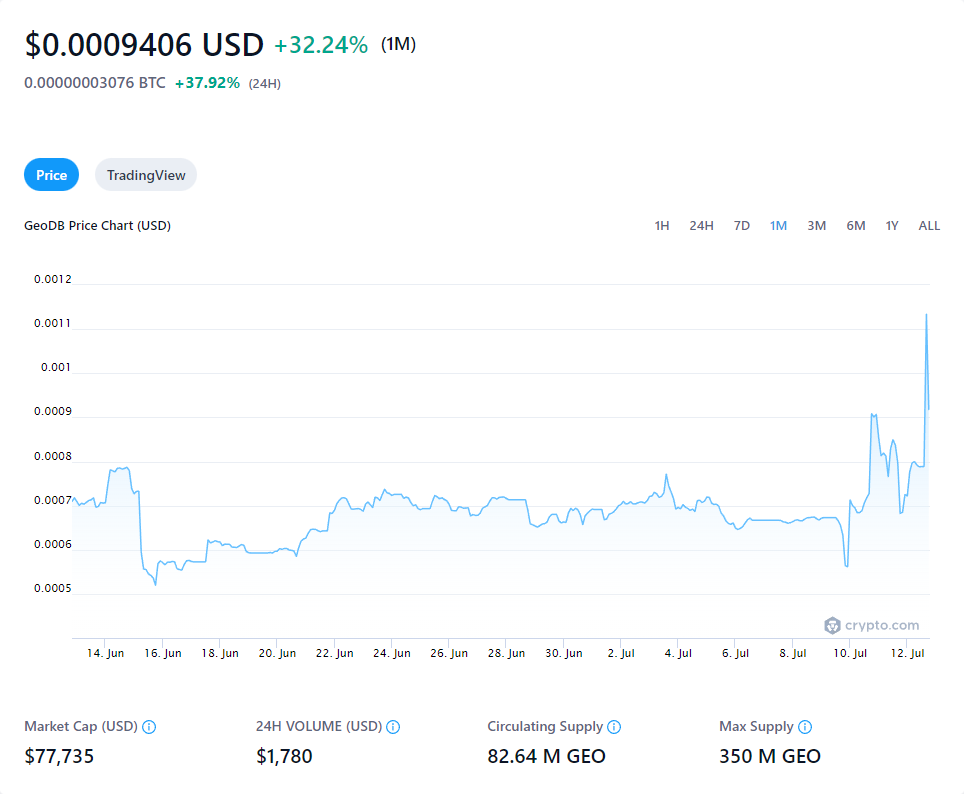 $0.0009406 USD +32.24% (1M)
0.00000003076 BTC +37.92% (24H)
Price TradingView
GeoDB Price Chart (USD) 1H 24H 7D 1M 3M 6M 1Y ALL
0.0012
0.0011
0.001
0.0009
0.0008
0.0007
0.0006
0.0005
crypto.com
14. Jun 16. Jun 18. Jun 20. Jun 22. Jun 24. Jun 26. Jun 28. Jun 30. Jun 2. Jul 4. Jul 6. Jul 8. Jul 10. Jul 12. Jul
Market Cap (USD) 24H VOLUME (USD) Circulating Supply Max Supply
$77,735 $1,780 82.64 M GEO 350 M GEO